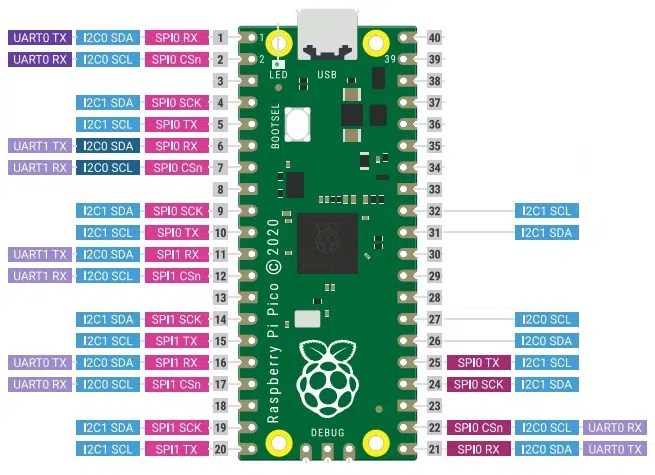 UART0 TX I2C0 SDA SPI0 RX 1 1 40
UART0 RX I2C0 SCL SPI0 CSn 2 2 39 39
LED USB
3 38
I2C1 SDA SPI0 SCK 4 37
I2C1 SCL SPI0 TX 5 36
BOOTSEL
UART1 TX I2C0 SDA SPI0 RX 6 35
UART1 RX I2C0 SCL SPI0 CSn 7 34
8 33
I2C1 SDA SPI0 SCK 9 32 I2C1 SCL
I2C1 SCL SPI0 TX 10 31 I2C1 SDA
UART1 TX I2C0 SDA SPI1 RX 11 30
UART1 RX I2C0 SCL SPI1 CSn 12 29
13 28
Raspberry Pi Pico © 2020
I2C1 SDA SPI1 SCK 14 27 I2C0 SCL
I2C1 SCL SPI1 TX 15 26 I2C0 SDA
UART0 TX I2C0 SDA SPI1 RX 16 25 SPI0 TX I2C1 SCL
UART0 RX I2C0 SCL SPI1 CSn 17 24 SPI0 SCK I2C1 SDA
18 23
I2C1 SDA SPI1 SCK 19 22 SPI0 CSn I2C0 SCL UART0 RX
DEBUG
I2C1 SCL SPI1 TX 20 21 SPI0 RX I2C0 SDA UART0 TX